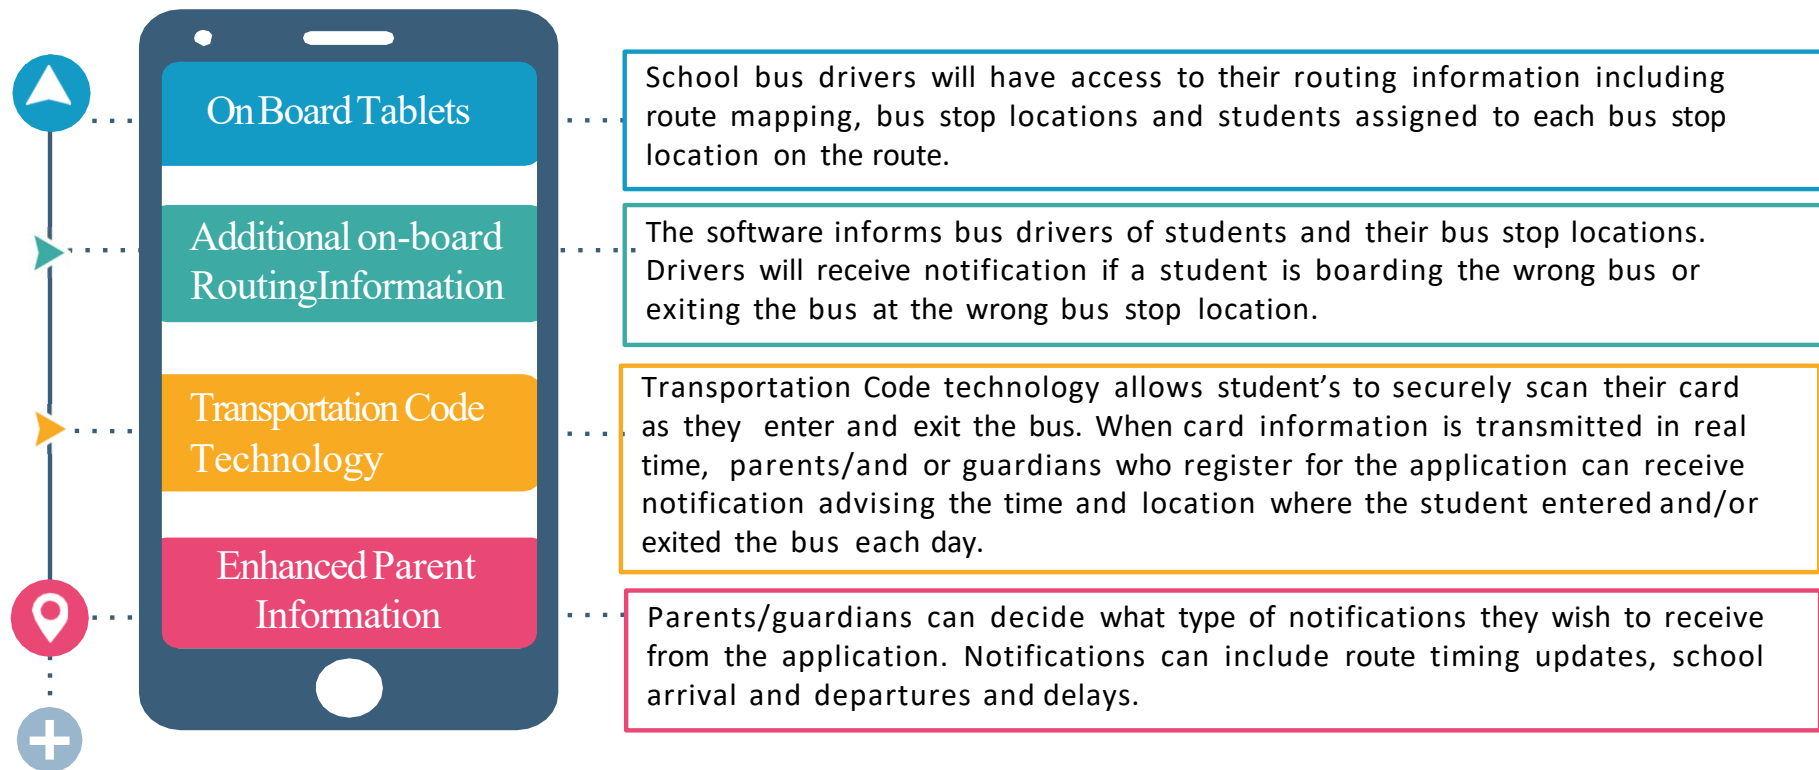 On Board Tablets
School bus drivers will have access to their routing information including
route mapping, bus stop locations and students assigned to each bus stop
location on the route.
Additional on-board
Routing Information
The software informs bus drivers of students and their bus stop locations.
Drivers will receive notification if a student is boarding the wrong bus or
exiting the bus at the wrong bus stop location.
Transportation Code
Technology
Transportation Code technology allows student's to securely scan their card
as they enter and exit the bus. When card information is transmitted in real
time, parents/and or guardians who register for the application can receive
notification advising the time and location where the student entered and/or
exited the bus each day.
Enhanced Parent
Information
Parents/guardians can decide what type of notifications they wish to receive
from the application. Notifications can include route timing updates, school
arrival and departures and delays.